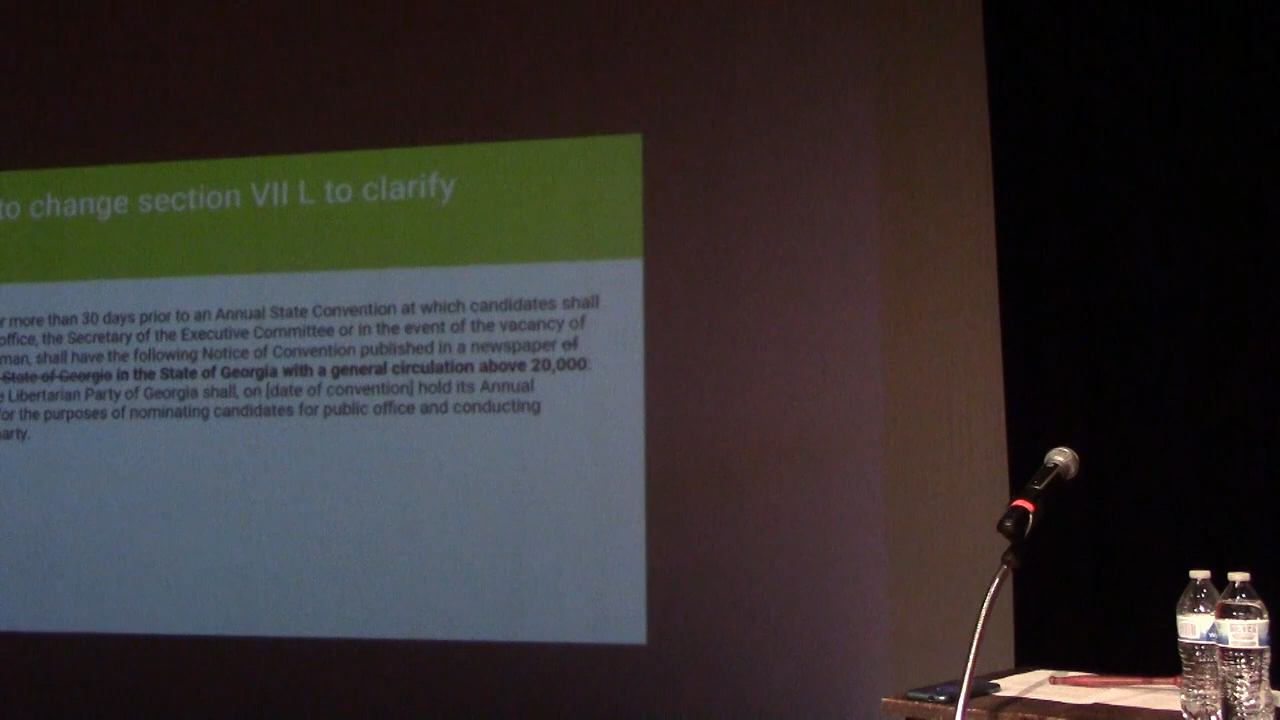 to change section VII L to clarify
r more than 30 days prior to an Annual State Convention at which candidates shall
office, the Secretary of the Executive Committee or in the event of the vacancy of
man, shall have the following Notice of Convention published in a newspaper of
State of Georgia in the State of Georgia with a general circulation above 20,000:
e Libertarian Party of Georgia shall, on [date of convention] hold its Annual
for the purposes of nominating candidates for public office and conducting
party.